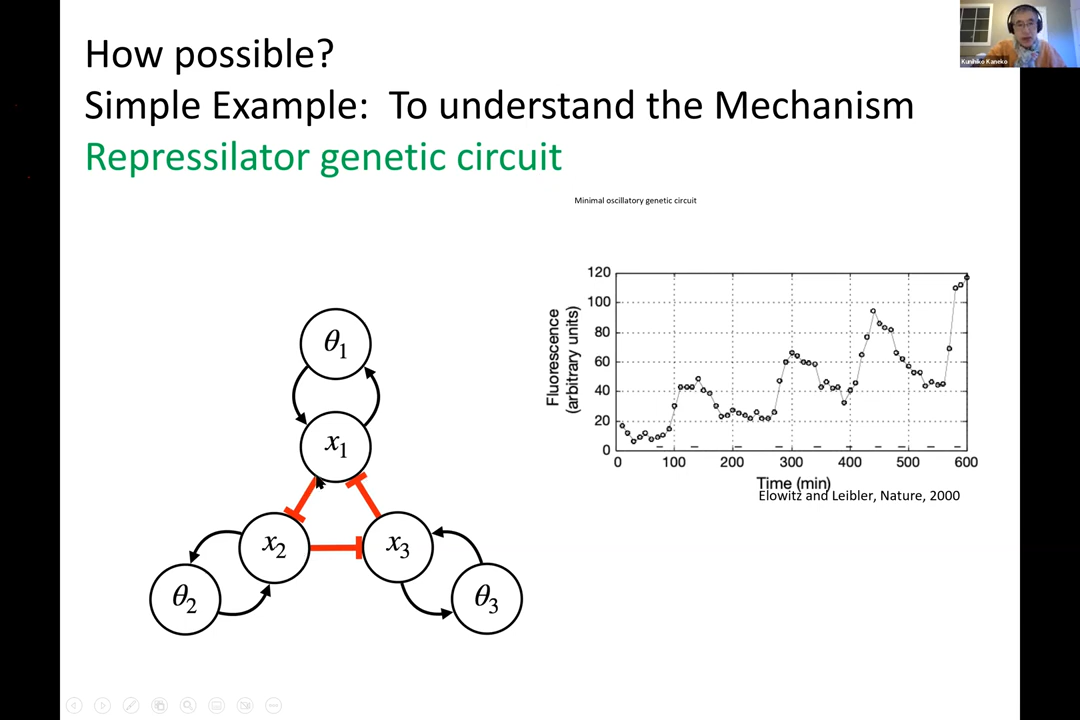 How possible?
Simple Example:  To understand the Mechanism
Repressilator genetic circuit
Kunihiko Kaneko
Minimal oscillatory genetic circuit
θ1
x1
x2
x3
θ2
θ3
Fluorescence
(arbitrary units)
120
100
80
60
40
20
0
0 100 200 300 400 500 600
Time (min)
Elowitz and Leibler, Nature, 2000